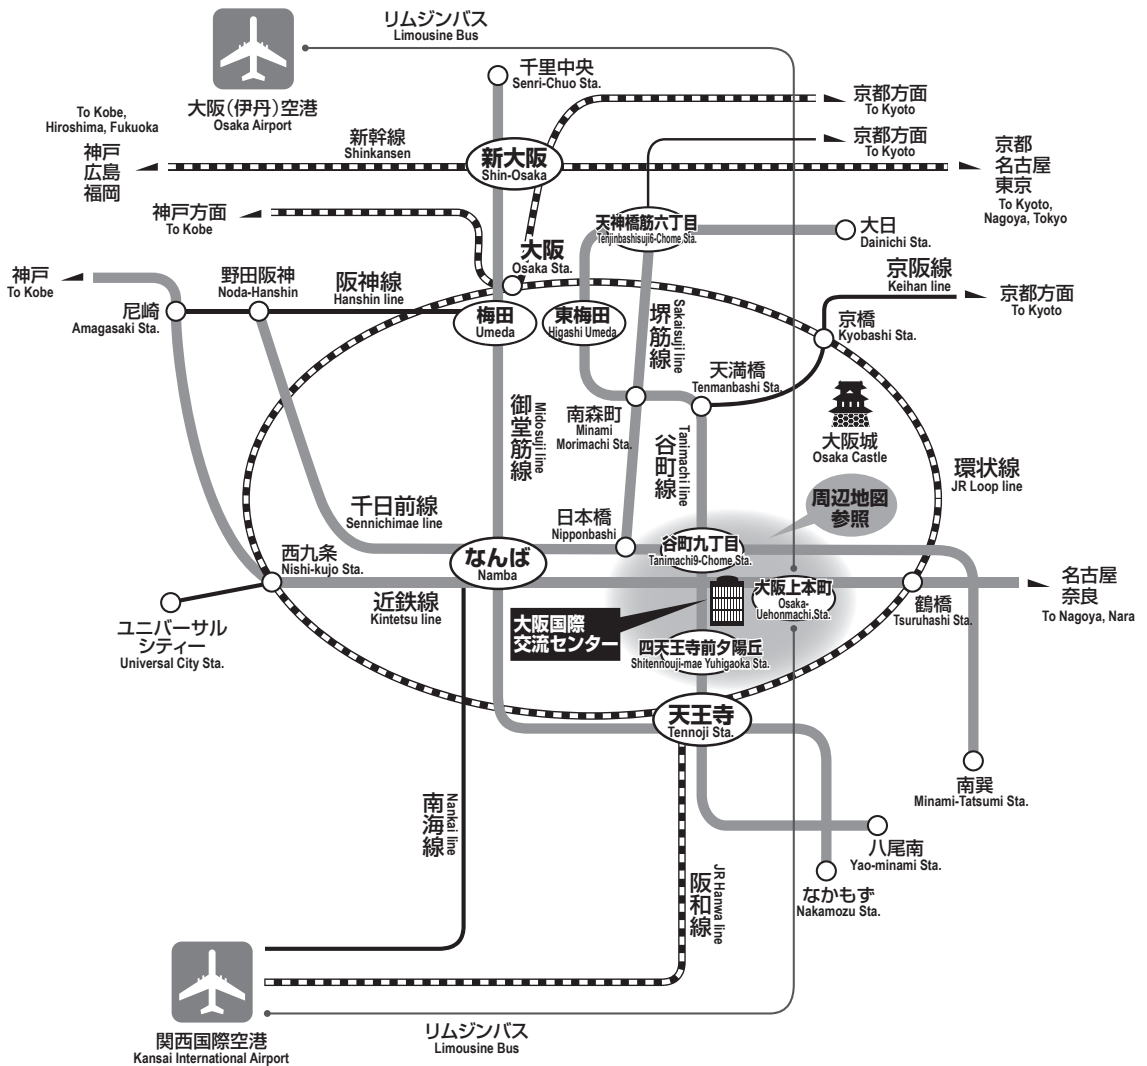 リムジンバス
Limousine Bus
大阪(伊丹)空港
Osaka Airport
千里中央
Senri-Chuo Sta.
京都方面
To Kyoto
To Kobe,
Hiroshima, Fukuoka
神戸
広島
福岡
新幹線
Shinkansen
新大阪
Shin-Osaka
京都方面
To Kyoto
京都
名古屋
東京
To Kyoto,
Nagoya, Tokyo
神戸方面
To Kobe
天神橋筋六丁目
Tenjinbashisuji6-Chome,Sta.
大日
Dainichi Sta.
大阪
Osaka Sta.
神戸
To Kobe
野田阪神
Noda-Hanshin
阪神線
Hanshin line
京阪線
Keihan line
京都方面
To Kyoto
尼崎
Amagasaki Sta.
梅田
Umeda
東梅田
Higashi Umeda
堺筋線
Sakaisuji line
京橋
Kyobashi Sta.
天満橋
Tenmanbashi Sta.
御堂筋線
Midosuji line
南森町
Minami
Morimachi Sta.
谷町線
Tanimachi line
大阪城
Osaka Castle
環状線
JR Loop line
周辺地図
参照
千日前線
Sennichimae line
日本橋
Nipponbashi
なんば
Namba
谷町九丁目
Tanimachi9-Chome,Sta.
西九条
Nishi-kujo Sta.
近鉄線
Kintetsu line
大阪上本町
Osaka-
Uehonmachi,Sta.
鶴橋
Tsuruhashi Sta.
名古屋
奈良
To Nagoya, Nara
ユニバーサル
シティー
Universal City Sta.
大阪国際
交流センター
四天王寺前夕陽丘
Shitennouji-mae Yuhigaoka Sta.
天王寺
Tennoji Sta.
南巽
Minami-Tatsumi Sta.
南海線
Nankai line
八尾南
Yao-minami Sta.
阪和線
JR Hanwa line
なかもず
Nakamozu Sta.
関西国際空港
Kansai International Airport
リムジンバス
Limousine Bus